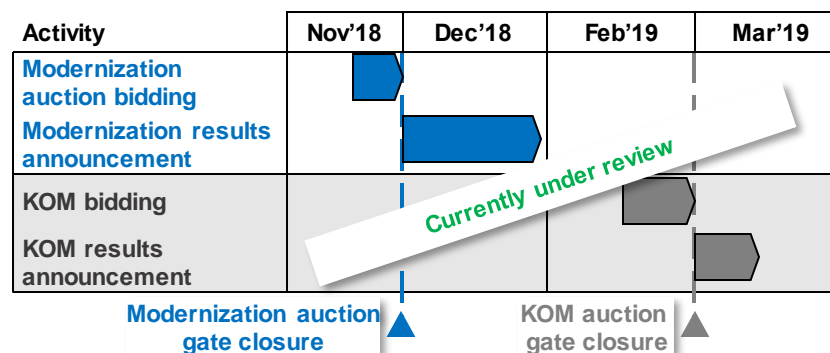 Activity Nov'18 Dec'18 Feb'19 Mar'19
Modernization
auction bidding
Modernization results
announcement
Currently under review
KOM bidding
KOM results
announcement
Modernization auction
gate closure
KOM auction
gate closure